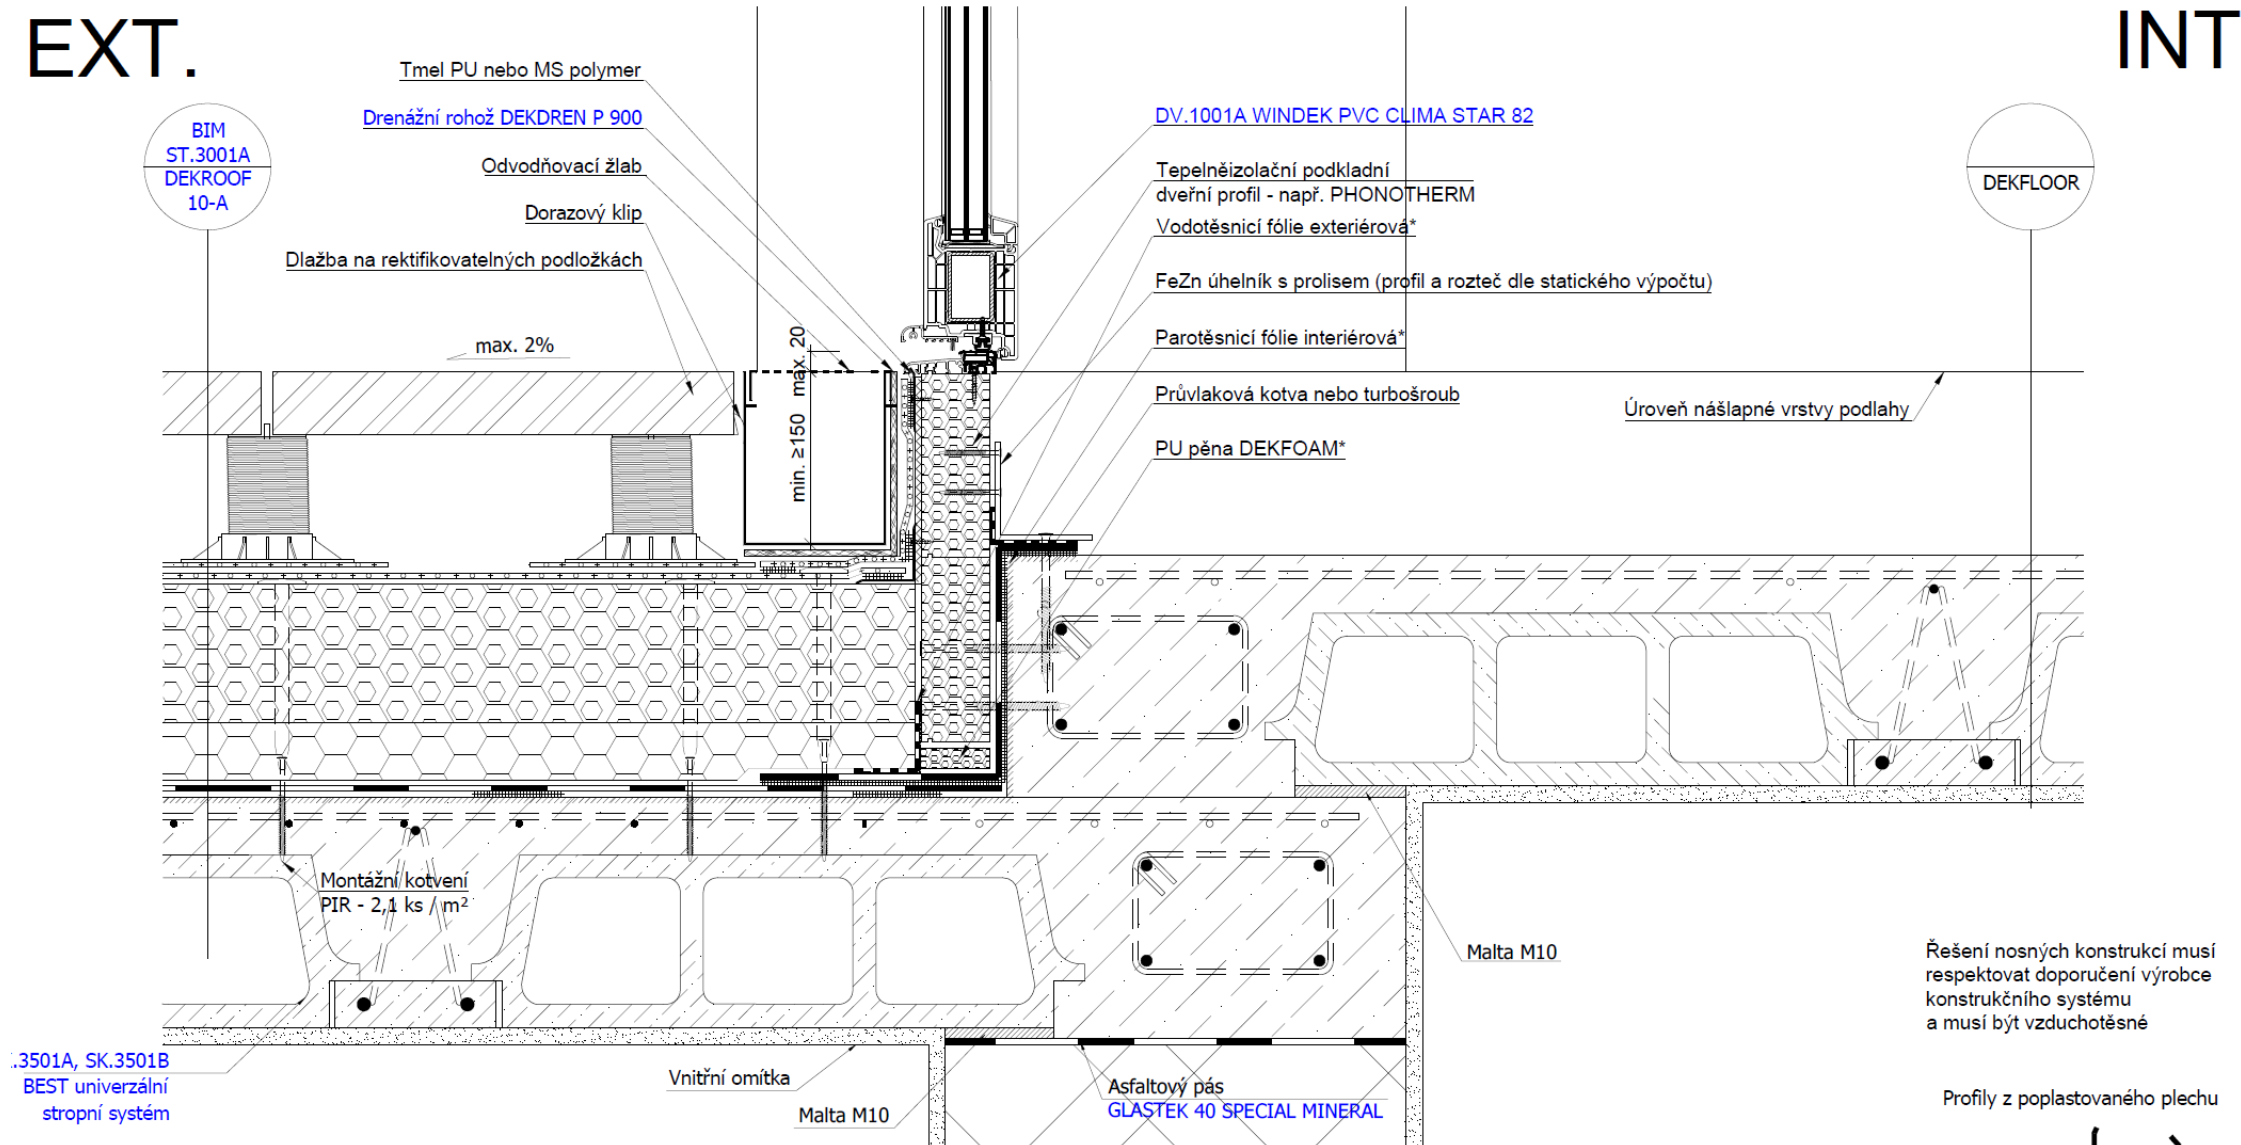 EXT.
INT
BIM
ST.3001A
DEKROOF
10-A
Tmel PU nebo MS polymer
Drenážní rohož DEKDREN P 900
Odvodňovací žlab
Dorazový klip
Dlažba na rektifikovatelných podložkách
max. 2%
max. 20
min. ≥150
DV.1001A WINDEK PVC CLIMA STAR 82
Tepelněizolační podkladní
dveřní profil - např. PHONOTHERM
Vodotěsnicí fólie exteriérová*
FeZn úhelník s prolisem (profil a rozteč dle statického výpočtu)
Parotěsnicí fólie interiérová*
Průvlaková kotva nebo turbošroub
PU pěna DEKFOAM*
DEKFLOOR
Úroveň nášlapné vrstvy podlahy
Montážní kotvení
PIR - 2,1 ks / m²
.3501A, SK.3501B
BEST univerzální
stropní systém
Vnitřní omítka
Malta M10
Asfaltový pás
GLASTEK 40 SPECIAL MINERAL
Malta M10
Řešení nosných konstrukcí musí
respektovat doporučení výrobce
konstrukčního systému
a musí být vzduchotěsné
Profily z poplastovaného plechu